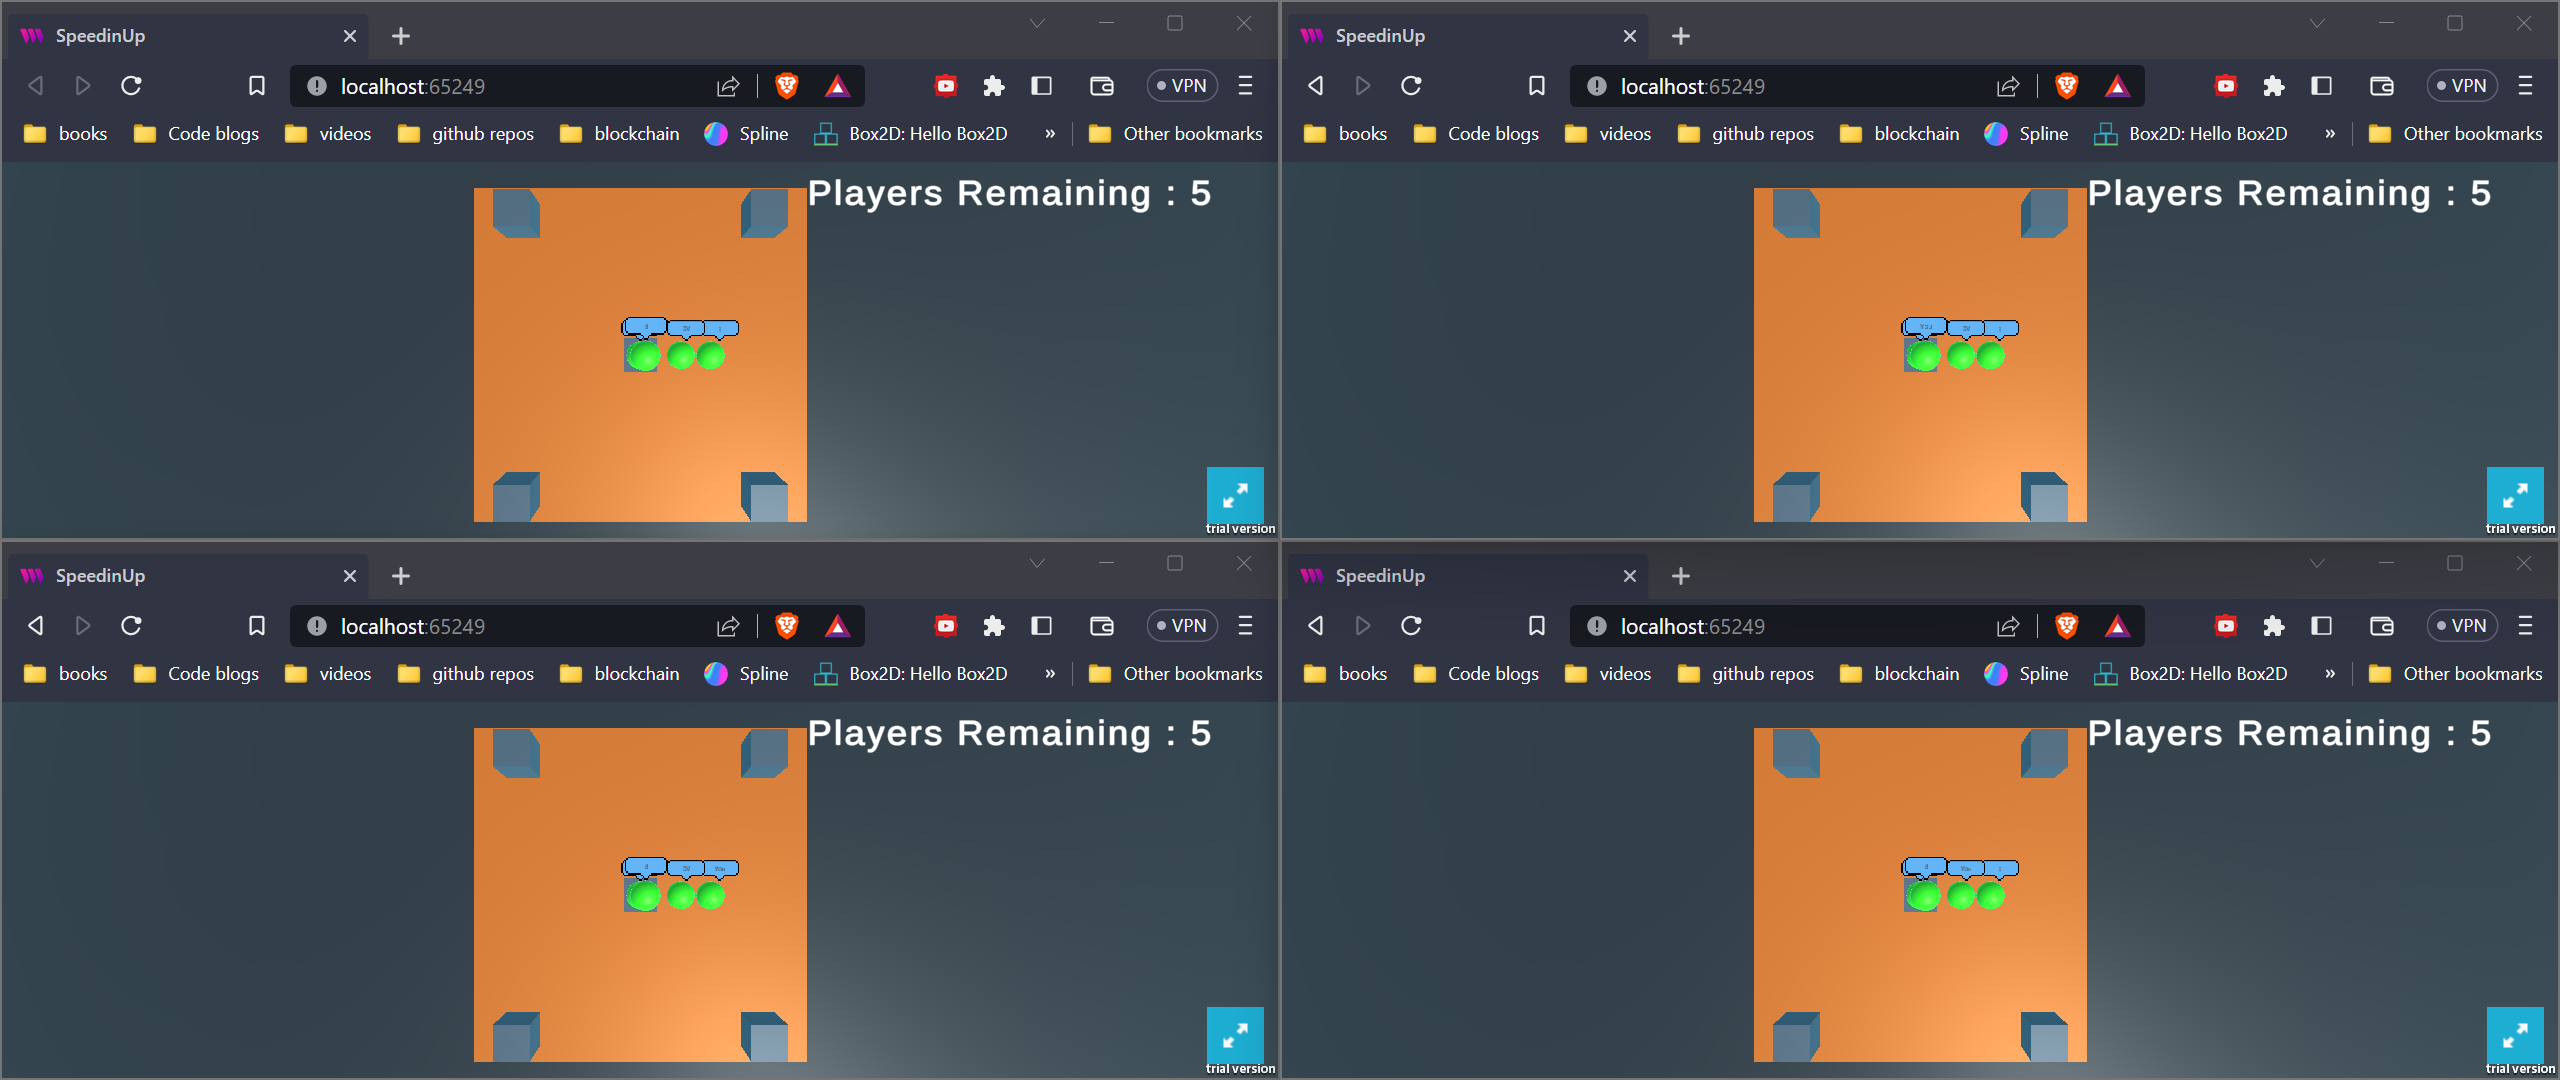 SpeedinUp
localhost:65249
VPN
books Code blogs videos github repos blockchain Spline Box2D: Hello Box2D » Other bookmarks
Players Remaining : 5
trial version
SpeedinUp
localhost:65249
VPN
books Code blogs videos github repos blockchain Spline Box2D: Hello Box2D » Other bookmarks
Players Remaining : 5
You
trial version
SpeedinUp
localhost:65249
VPN
books Code blogs videos github repos blockchain Spline Box2D: Hello Box2D » Other bookmarks
Players Remaining : 5
You
trial version
SpeedinUp
localhost:65249
VPN
books Code blogs videos github repos blockchain Spline Box2D: Hello Box2D » Other bookmarks
Players Remaining : 5
You
trial version